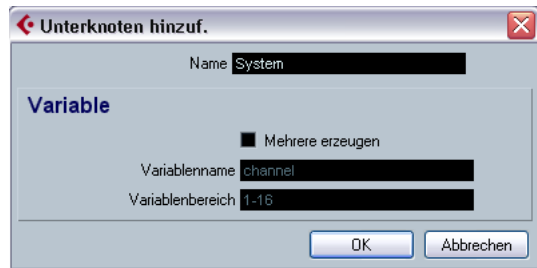 Unterknoten hinzuf.
Name System
Variable
Mehrere erzeugen
Variablenname channel
Variablenbereich 1-16
OK Abbrechen